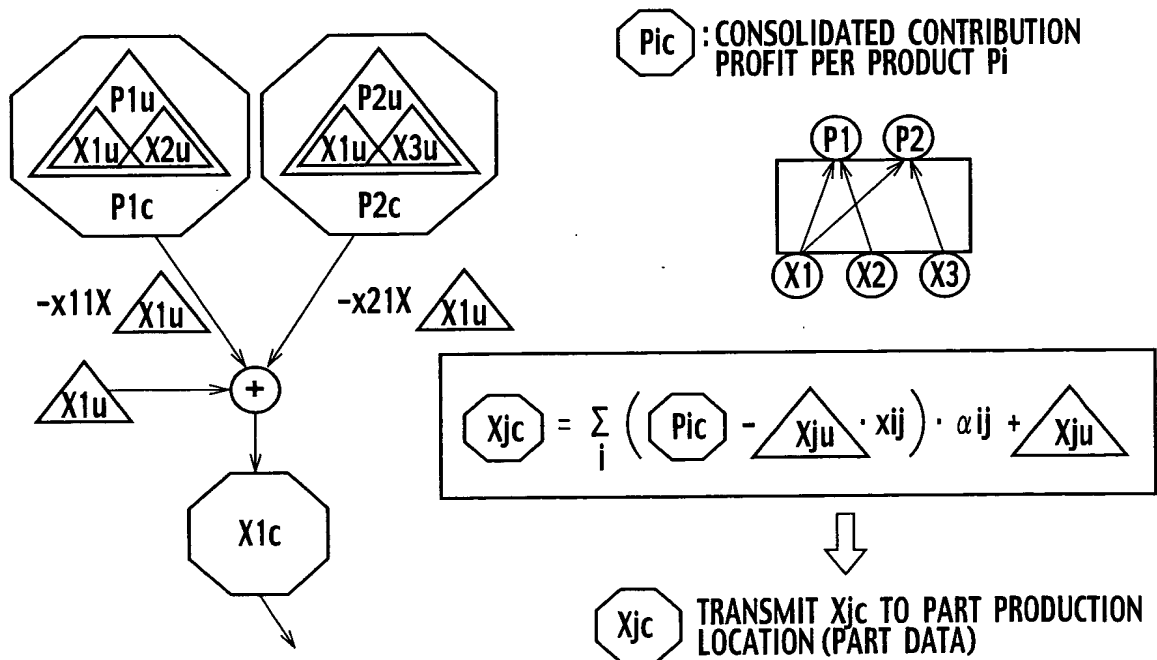 P1u
X1u X2u
P1c
P2u
X1u X3u
P2c
-x11X X1u
-x21X X1u
X1u
+
X1c
Pic : CONSOLIDATED CONTRIBUTION
PROFIT PER PRODUCT Pi
P1 P2
X1 X2 X3
Xjc = Σ i ( Pic - Xju · xij ) · αij + Xju
Xjc TRANSMIT Xjc TO PART PRODUCTION
LOCATION (PART DATA)